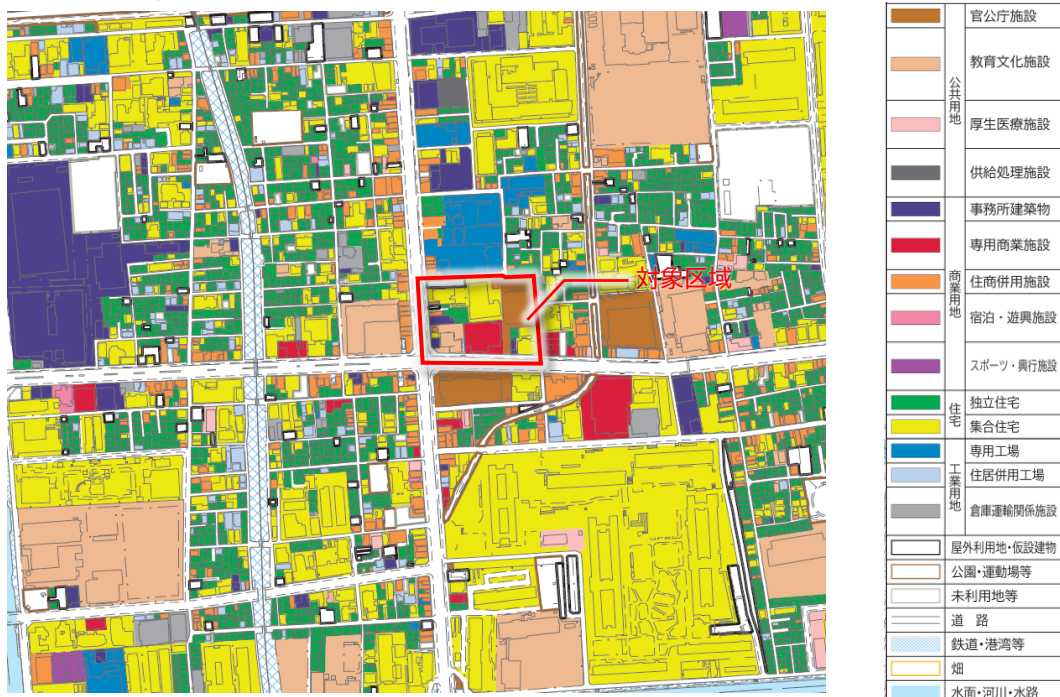 対象区域
公共用地
官公庁施設
教育文化施設
厚生医療施設
供給処理施設
商業用地
事務所建築物
専用商業施設
住商併用施設
宿泊・遊興施設
スポーツ・興行施設
住宅
独立住宅
集合住宅
工業用地
専用工場
住居併用工場
倉庫運輸関係施設
屋外利用地・仮設建物
公園・運動場等
未利用地等
道 路
鉄道・港湾等
畑
水面・河川・水路